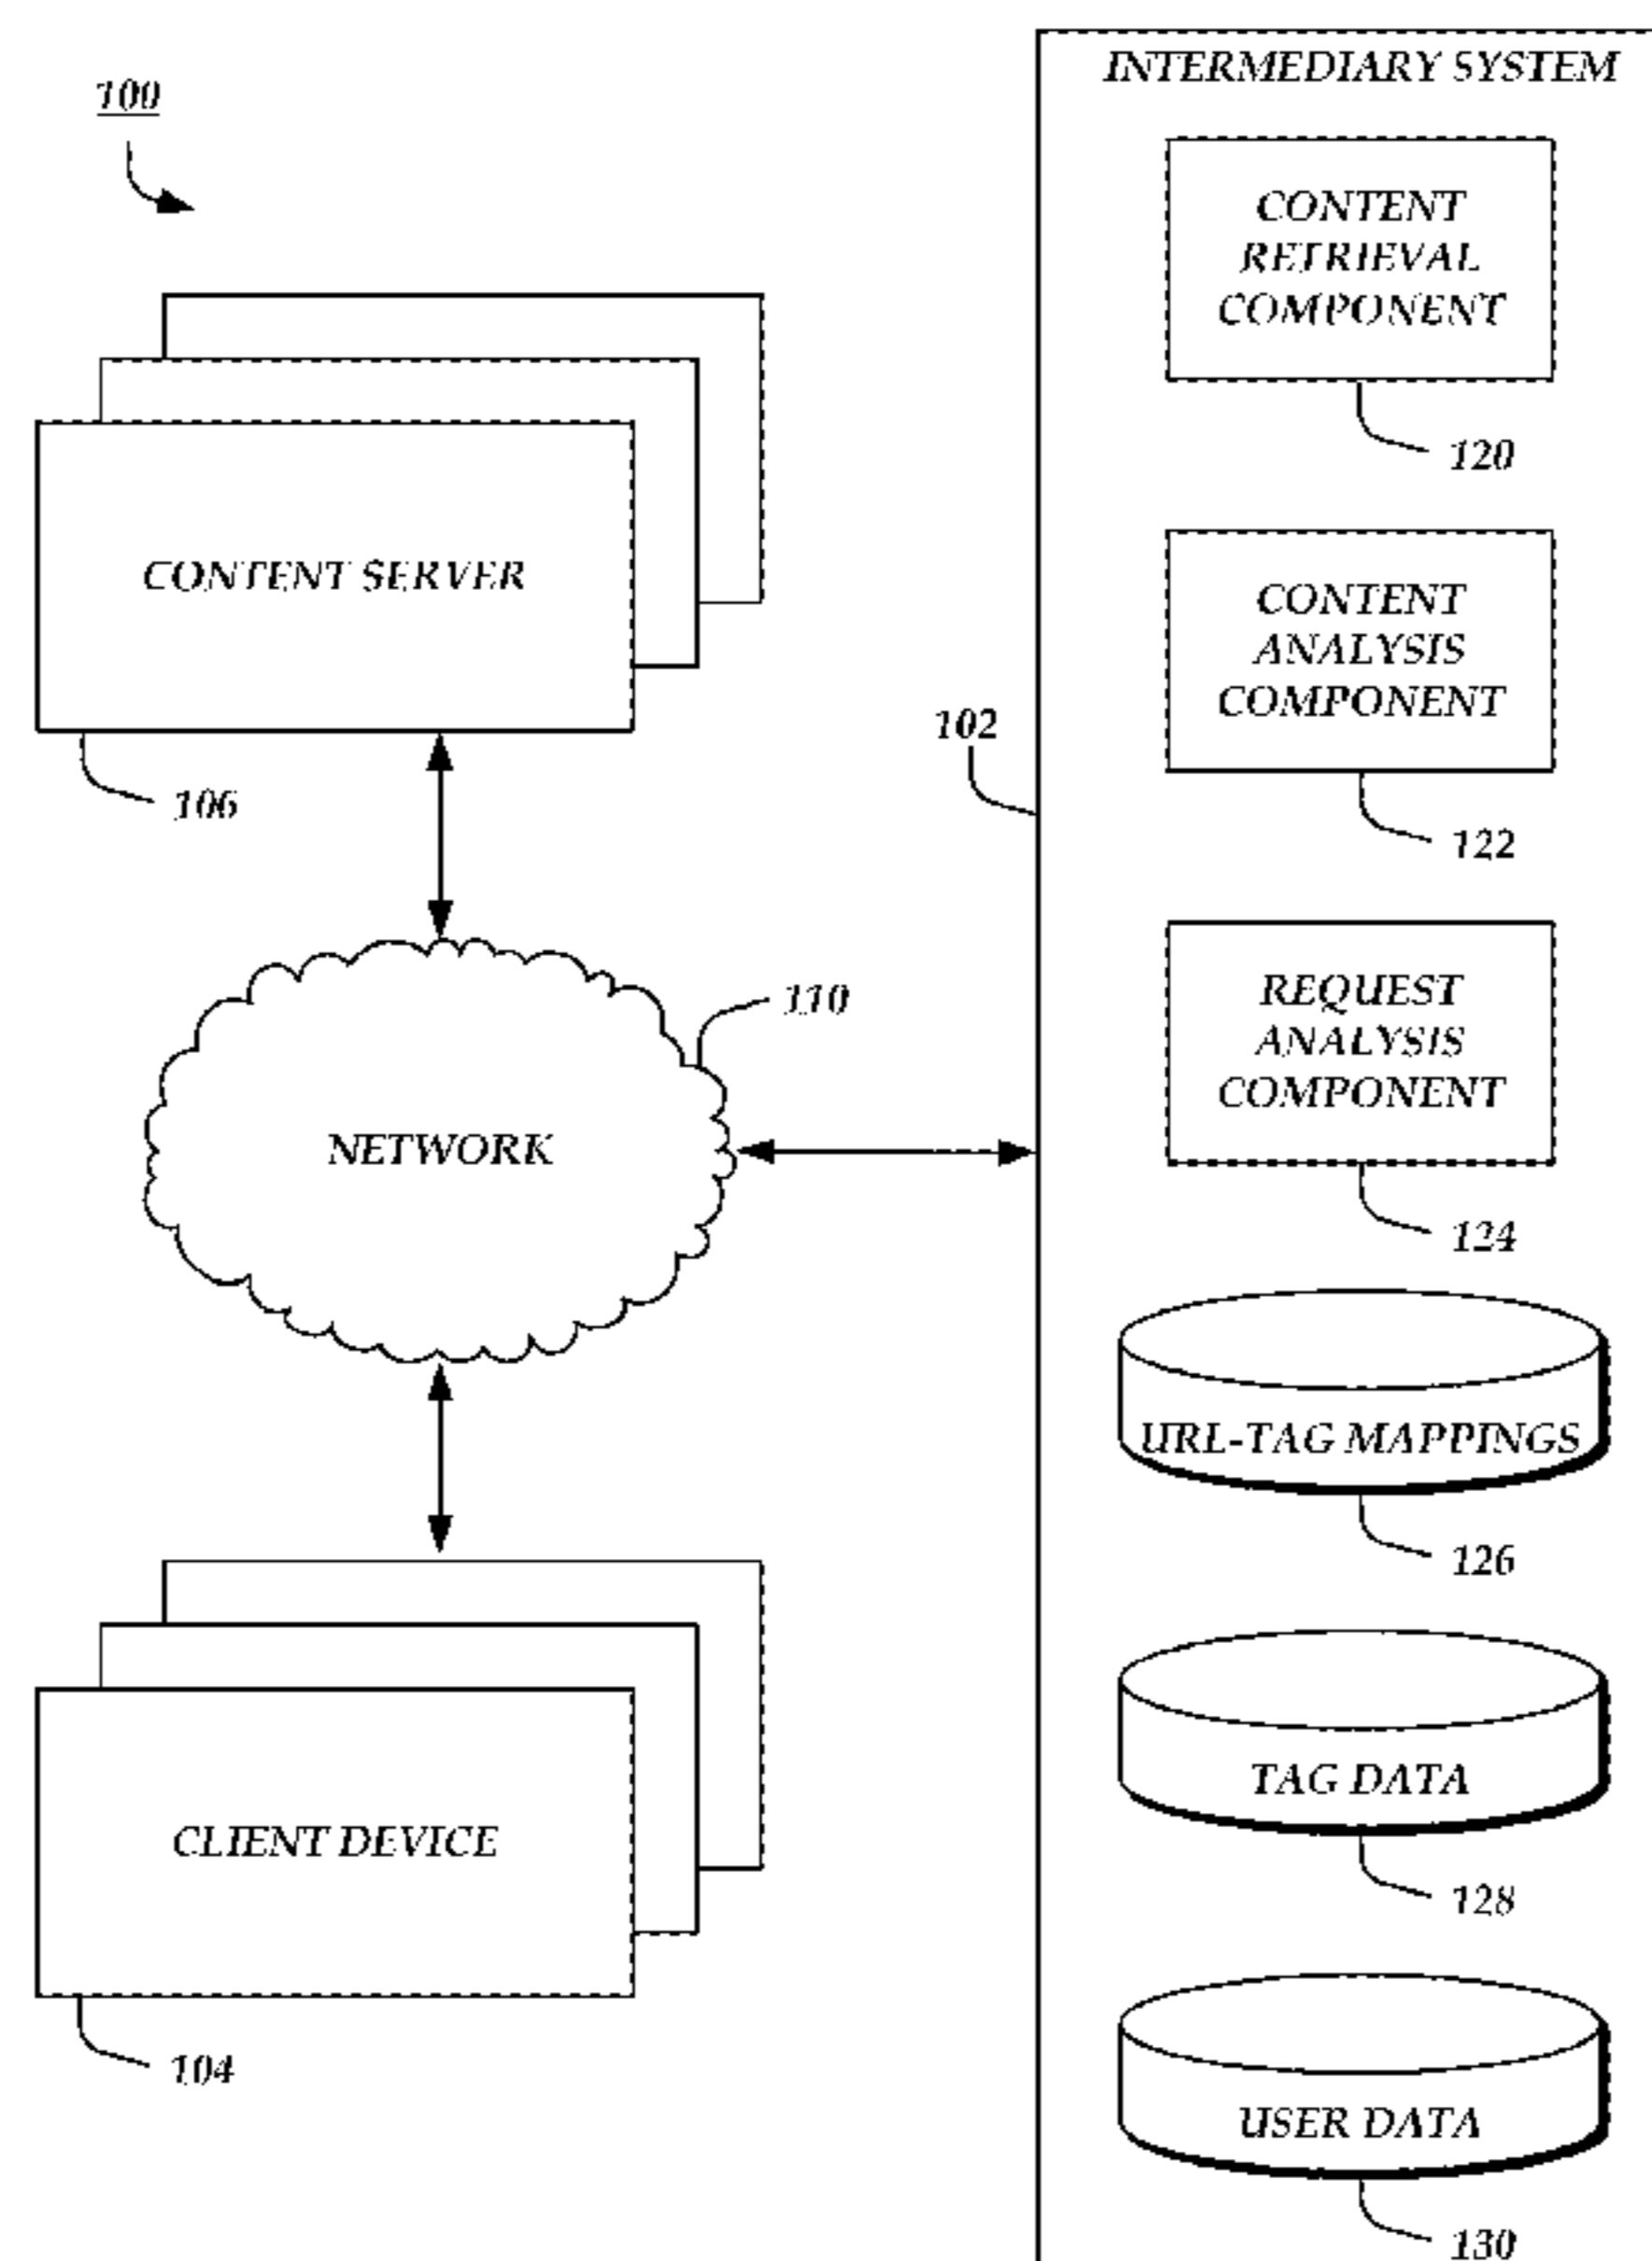 100
CONTENT SERVER
106
110
NETWORK
CLIENT DEVICE
104
102
INTERMEDIARY SYSTEM
CONTENT
RETRIEVAL
COMPONENT
120
CONTENT
ANALYSIS
COMPONENT
122
REQUEST
ANALYSIS
COMPONENT
124
URL-TAG MAPPINGS
126
TAG DATA
128
USER DATA
130